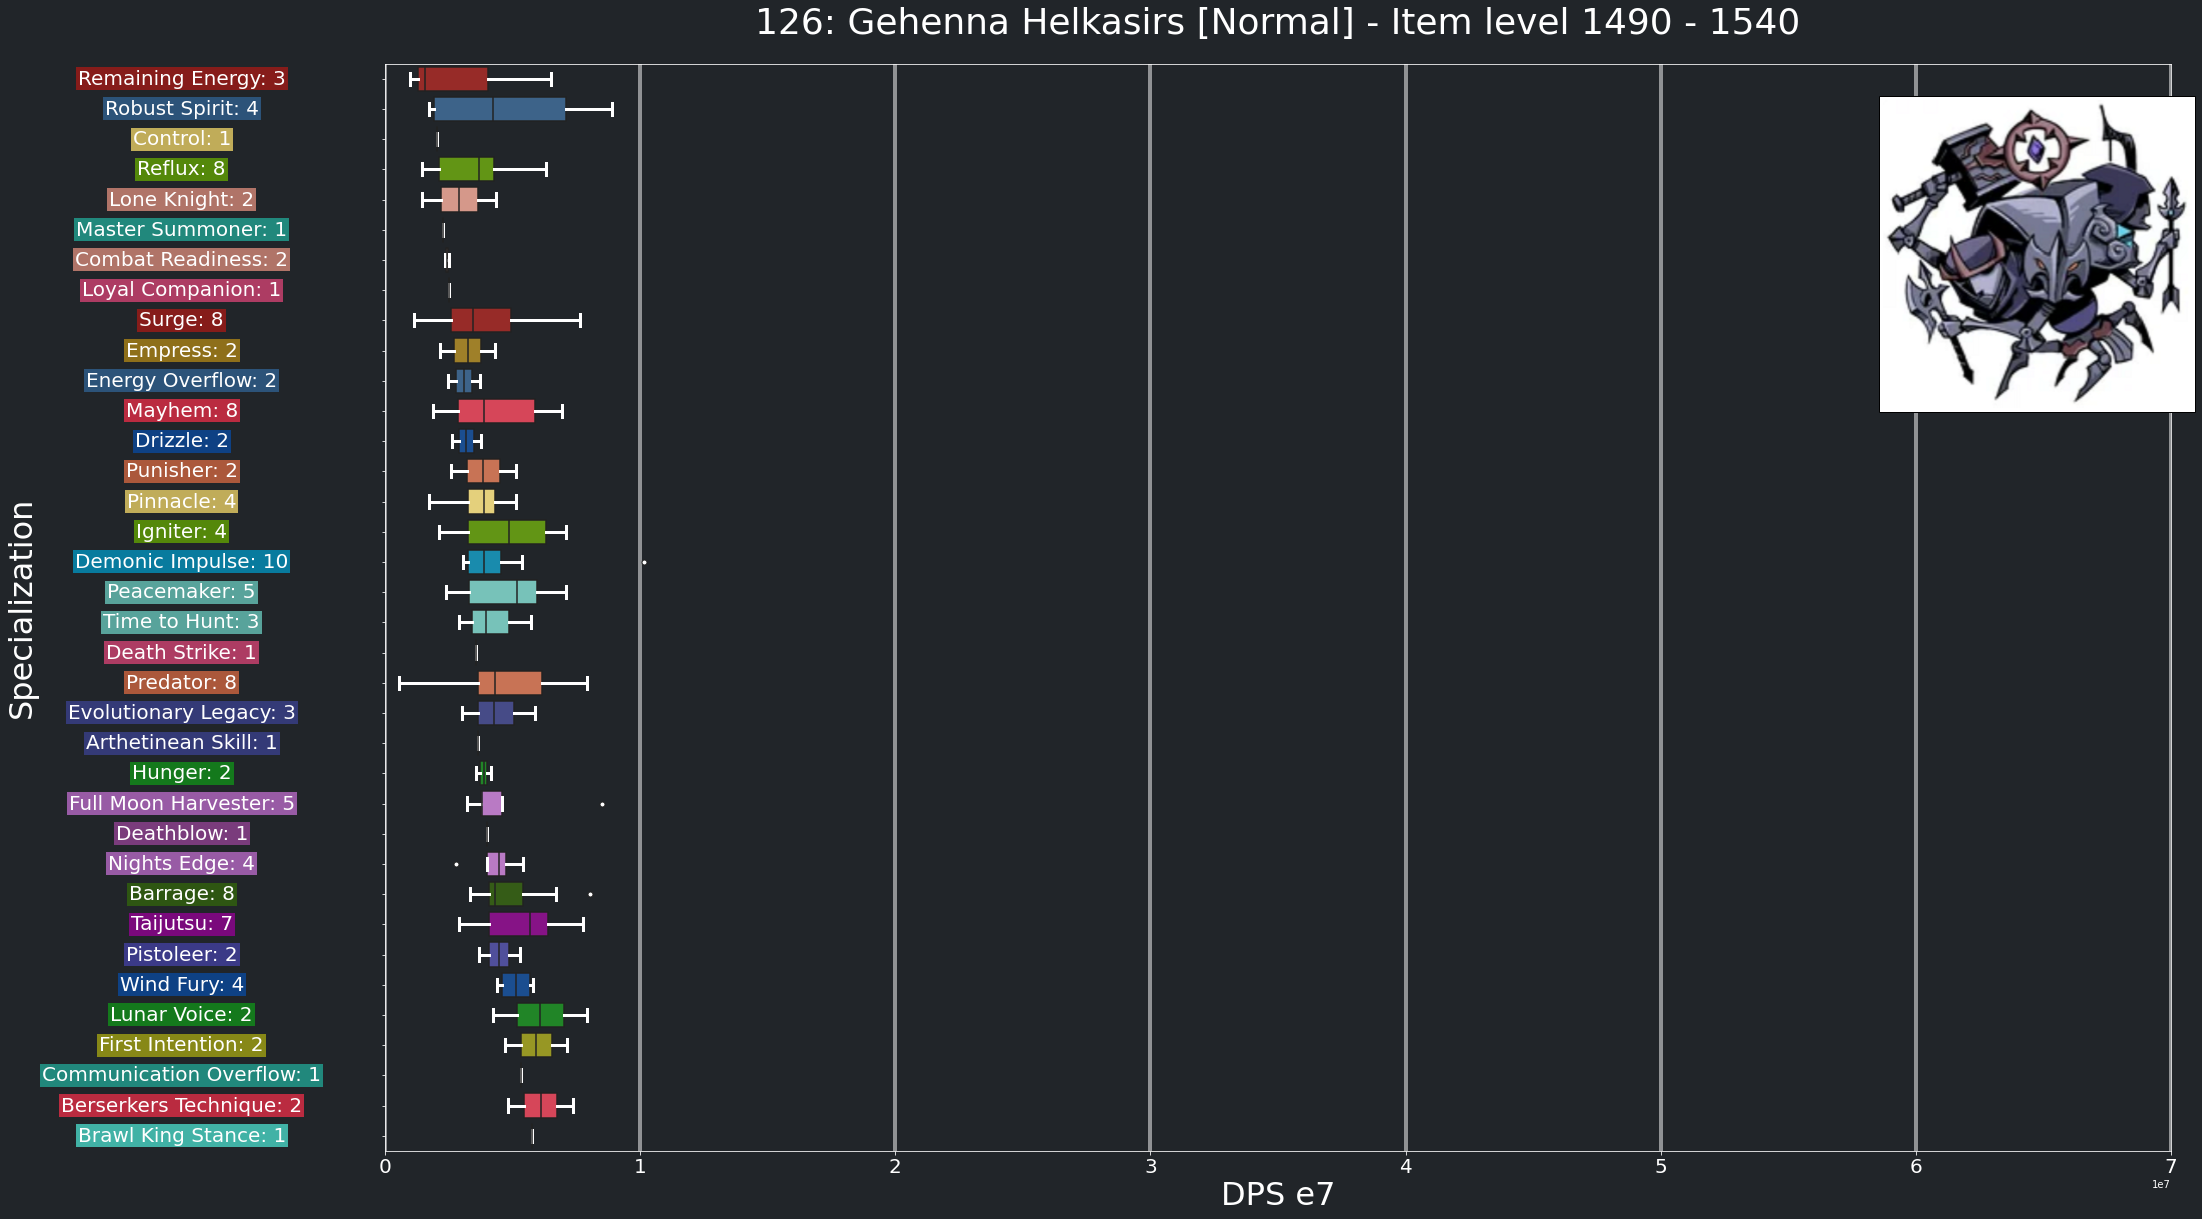 126: Gehenna Helkasirs [Normal] - Item level 1490 - 1540
Specialization
Remaining Energy: 3
Robust Spirit: 4
Control: 1
Reflux: 8
Lone Knight: 2
Master Summoner: 1
Combat Readiness: 2
Loyal Companion: 1
Surge: 8
Empress: 2
Energy Overflow: 2
Mayhem: 8
Drizzle: 2
Punisher: 2
Pinnacle: 4
Igniter: 4
Demonic Impulse: 10
Peacemaker: 5
Time to Hunt: 3
Death Strike: 1
Predator: 8
Evolutionary Legacy: 3
Arthetinean Skill: 1
Hunger: 2
Full Moon Harvester: 5
Deathblow: 1
Nights Edge: 4
Barrage: 8
Taijutsu: 7
Pistoleer: 2
Wind Fury: 4
Lunar Voice: 2
First Intention: 2
Communication Overflow: 1
Berserkers Technique: 2
Brawl King Stance: 1
0 1 2 3 4 5 6 7
1e7
DPS e7